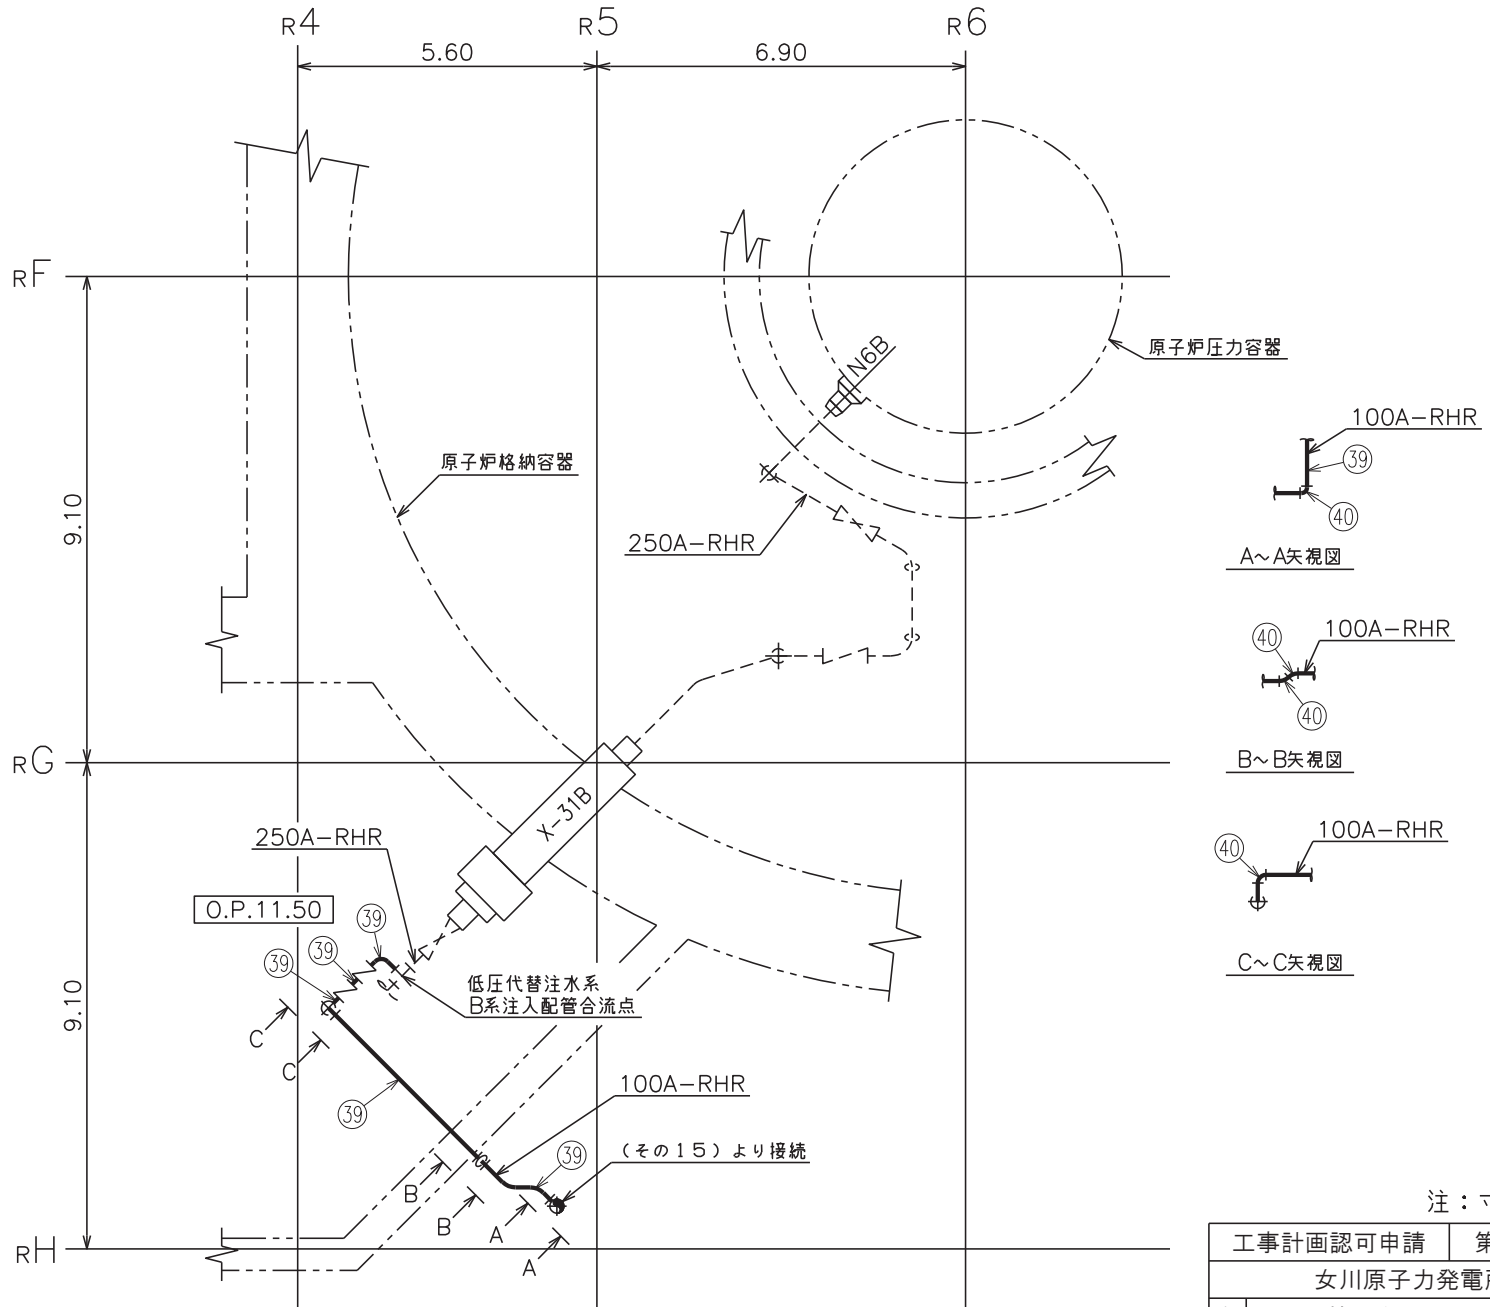 R4
R5
R6
5.60
6.90
RF
N6B
原子炉圧力容器
100A-RHR
39
40
A~A矢視図
原子炉格納容器
9.10
250A-RHR
40
100A-RHR
40
B~B矢視図
RG
X-31B
250A-RHR
40
100A-RHR
C~C矢視図
O.P.11.50
39
39
39
低圧代替注水系
B系注入配管合流点
9.10
C
C
39
100A-RHR
(その15)より接続
39
B
B
A
A
RH
注:
工事計画認可申請
第
女川原子力発電